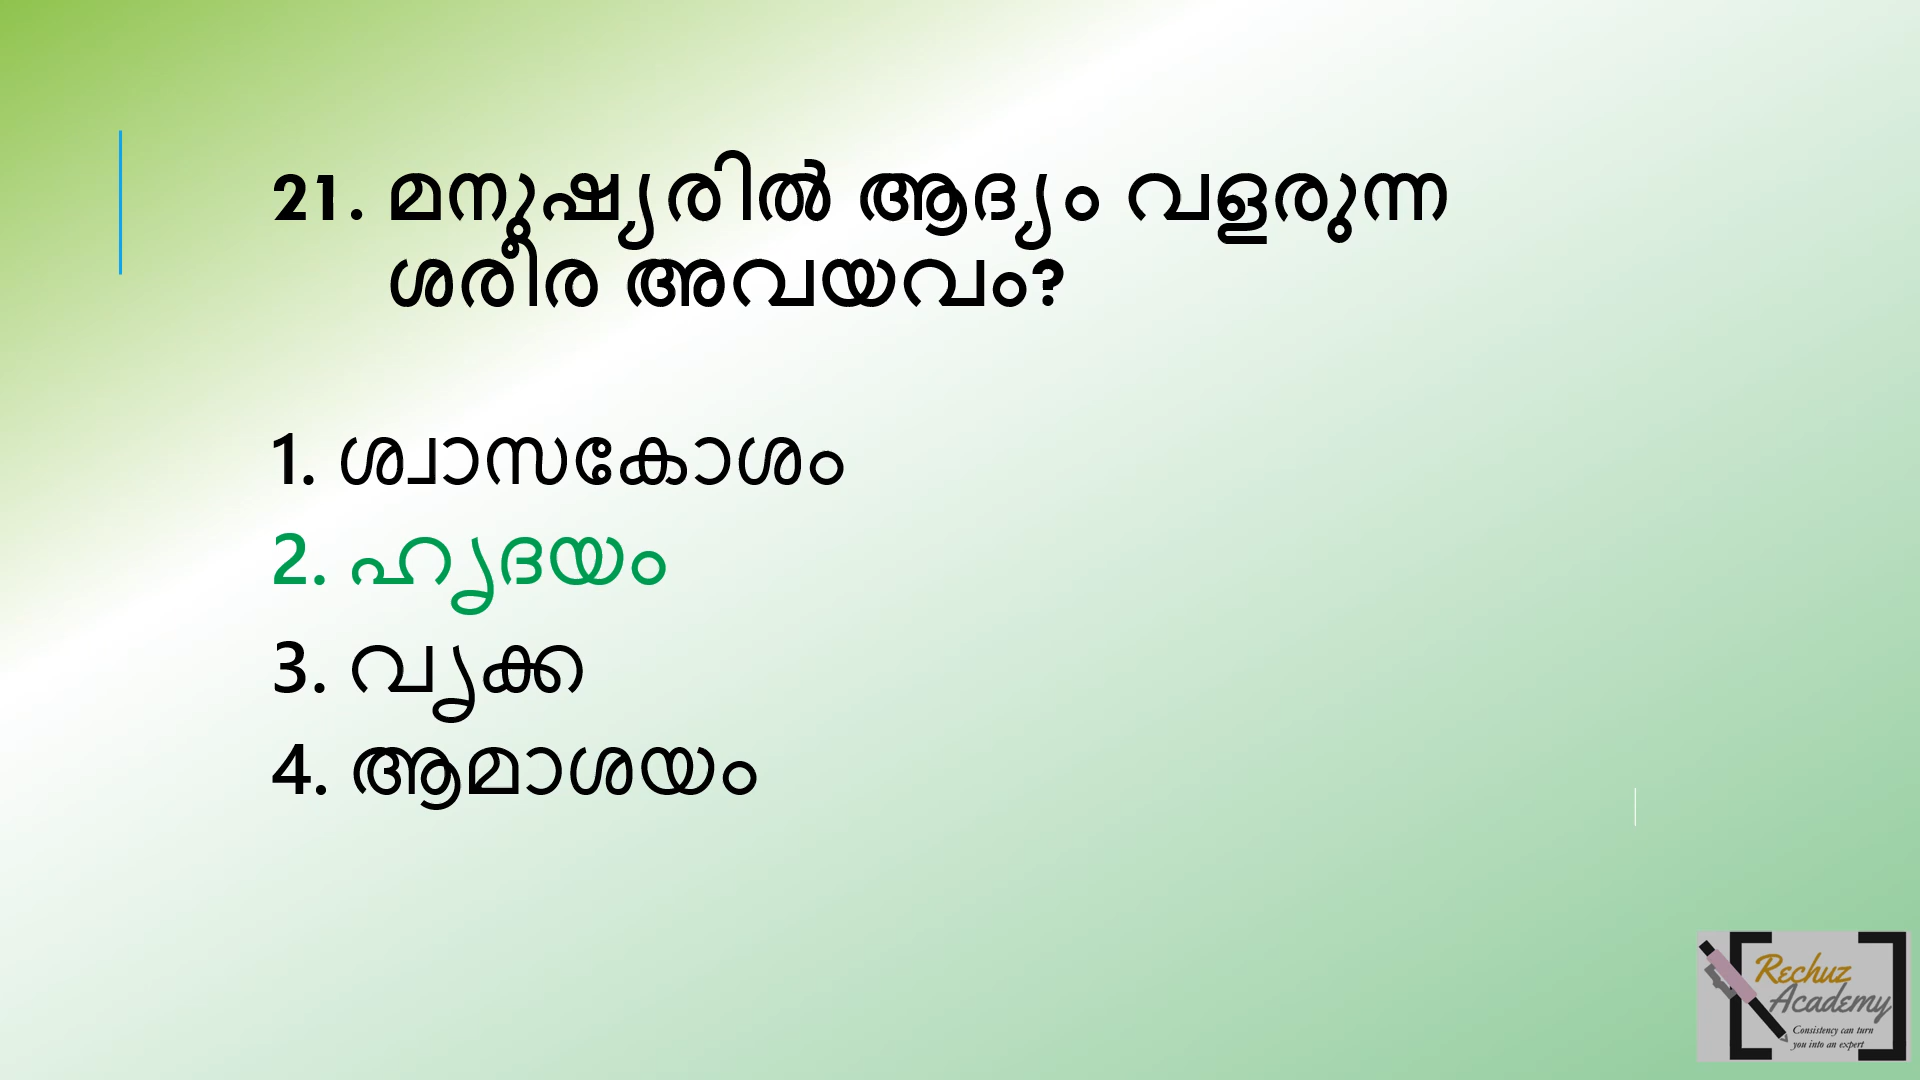 21. മനുഷ്യരിൽ ആദ്യം വളരുന്ന
ശരീര അവയവം?
1. ശ്വാസകോശം
2. ഹൃദയം
3. വൃക്ക
4. ആമാശയം
Rechuz
Academy
Consistency can turn
you into an expert